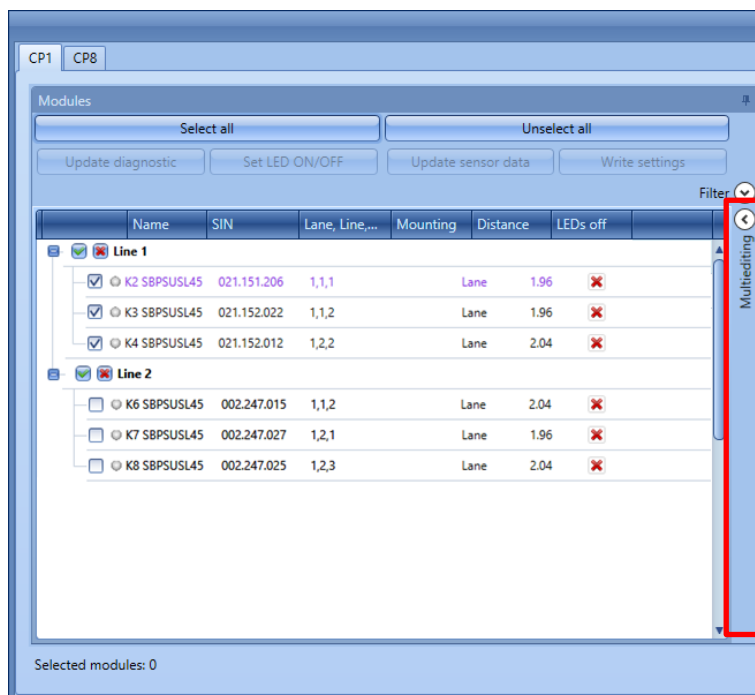 CP1 CP8
Modules
Select all Unselect all
Update diagnostic Set LED ON/OFF Update sensor data Write settings
Filter
Name SIN Lane, Line,... Mounting Distance LEDs off
Multiediting
Line 1
K2 SBPSUSL45 021.151.206 1,1,1 Lane 1.96
K3 SBPSUSL45 021.152.022 1,1,2 Lane 1.96
K4 SBPSUSL45 021.152.012 1,2,2 Lane 2.04
Line 2
K6 SBPSUSL45 002.247.015 1,1,2 Lane 2.04
K7 SBPSUSL45 002.247.027 1,2,1 Lane 1.96
K8 SBPSUSL45 002.247.025 1,2,3 Lane 2.04
Selected modules: 0